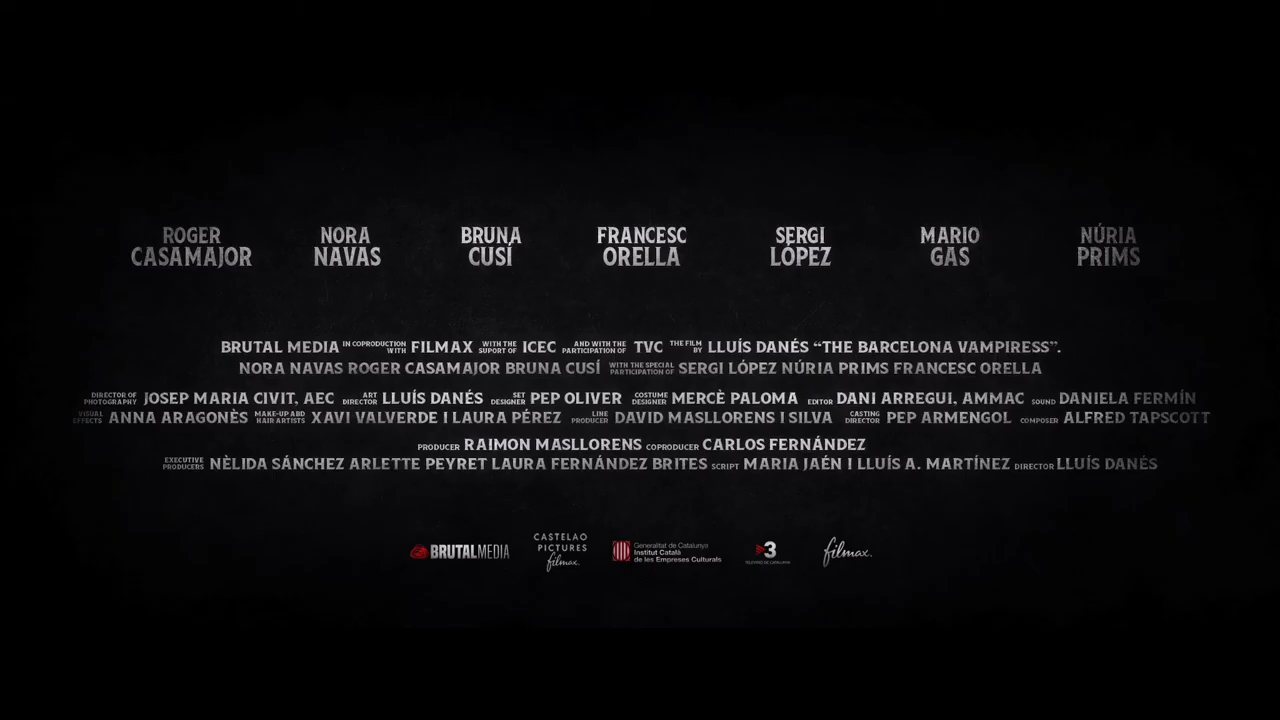 ROGER CASAMAJOR
NORA NAVAS
BRUNA CUSÍ
FRANCESC ORELLA
SERGI LÓPEZ
MARIO GAS
NÚRIA PRIMS
BRUTAL MEDIA IN COPRODUCTION WITH FILMAX WITH THE SUPORT OF ICEC AND WITH THE PARTICIPATION OF TVC THE FILM BY LLUÍS DANÉS “THE BARCELONA VAMPIRESS”.
NORA NAVAS ROGER CASAMAJOR BRUNA CUSÍ WITH THE SPECIAL PARTICIPATION OF SERGI LÓPEZ NÚRIA PRIMS FRANCESC ORELLA
DIRECTOR OF PHOTOGRAPHY JOSEP MARIA CIVIT, AEC ART DIRECTOR LLUÍS DANÉS SET DESIGNER PEP OLIVER COSTUME DESIGNER MERCÈ PALOMA EDITOR DANI ARREGUI, AMMAC SOUND DANIELA FERMÍN
VISUAL EFFECTS ANNA ARAGONÈS MAKE-UP ABD HAIR ARTISTS XAVI VALVERDE I LAURA PÉREZ LINE PRODUCER DAVID MASLLORENS I SILVA CASTING DIRECTOR PEP ARMENGOL COMPOSER ALFRED TAPSCOTT
PRODUCER RAIMON MASLLORENS COPRODUCER CARLOS FERNÁNDEZ
EXECUTIVE PRODUCERS NÈLIDA SÁNCHEZ ARLETTE PEYRET LAURA FERNÁNDEZ BRITES SCRIPT MARIA JAÉN I LLUÍS A. MARTÍNEZ DIRECTOR LLUÍS DANÉS
BRUTALMEDIA
CASTELAO
PICTURES
filmax
Generalitat de Catalunya
Institut Català
de les Empreses Culturals
3
TELEVISIÓ DE CATALUNYA
filmax.